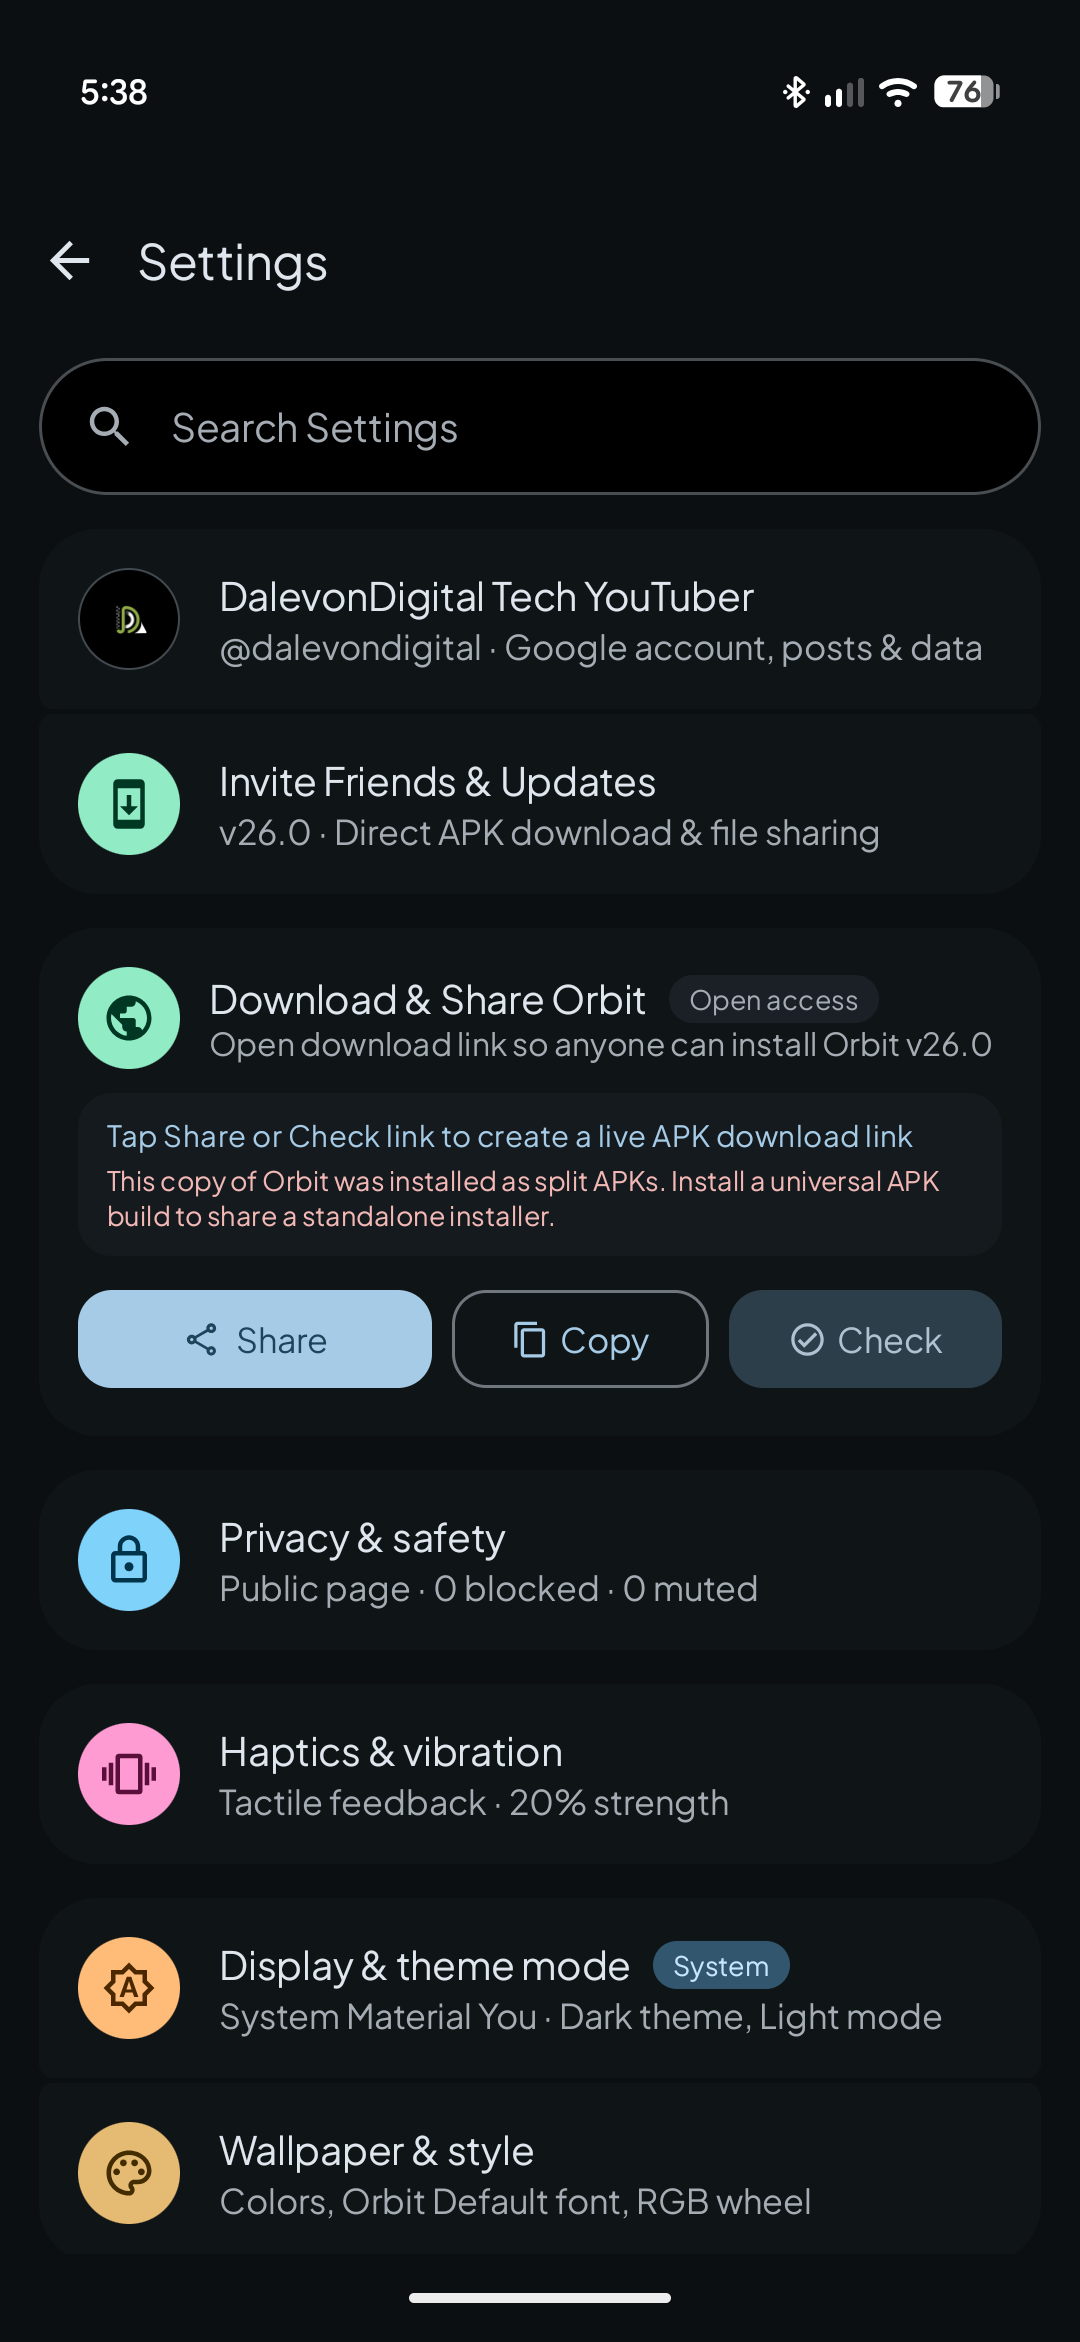 5:38
76
Settings
Search Settings
DalevonDigital Tech YouTuber
@dalevondigital · Google account, posts & data
Invite Friends & Updates
v26.0 · Direct APK download & file sharing
Download & Share Orbit Open access
Open download link so anyone can install Orbit v26.0
Tap Share or Check link to create a live APK download link
This copy of Orbit was installed as split APKs. Install a universal APK
build to share a standalone installer.
Share Copy Check
Privacy & safety
Public page · 0 blocked · 0 muted
Haptics & vibration
Tactile feedback · 20% strength
Display & theme mode System
System Material You · Dark theme, Light mode
Wallpaper & style
Colors, Orbit Default font, RGB wheel